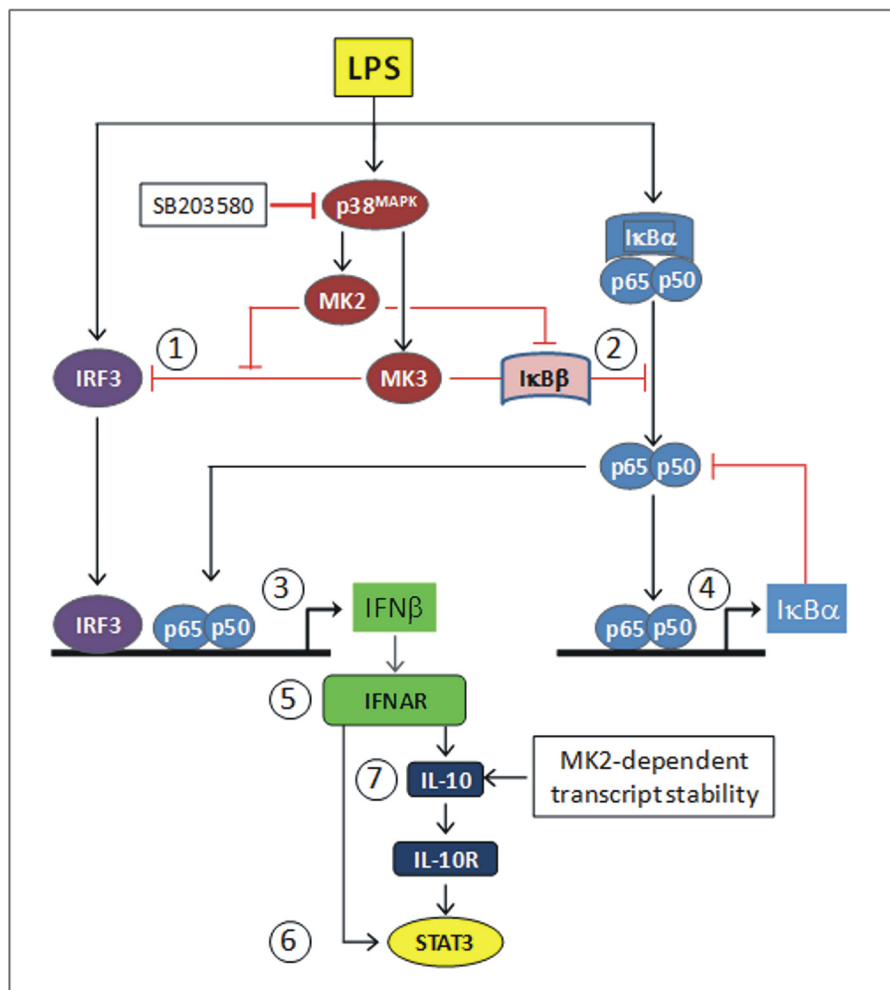 LPS
SB203580
p38MAPK
IκBα
p65 p50
MK2
1
2
IRF3
MK3
IκBβ
p65 p50
3
IFNβ
4
IκBα
IRF3
p65 p50
p65 p50
5
IFNAR
7
IL-10
MK2-dependent
transcript stability
IL-10R
6
STAT3